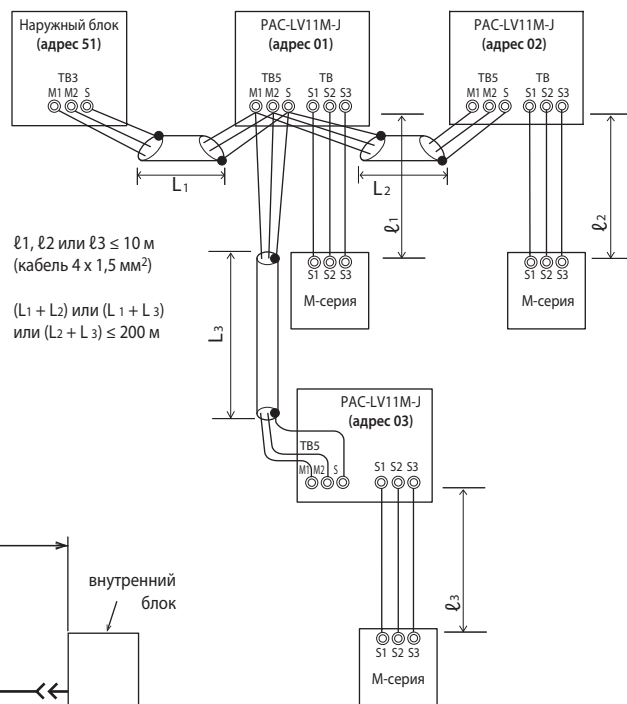 Наружный блок
(адрес 51)
TB3
M1 M2 S
PAC-LV11M-J
(адрес 01)
TB5 TB
M1 M2 S S1 S2 S3
PAC-LV11M-J
(адрес 02)
TB5 TB
M1 M2 S S1 S2 S3
L1
L2
ℓ1
ℓ2
ℓ1, ℓ2 или ℓ3 ≤ 10 м
(кабель 4 x 1,5 мм²)
(L1 + L2) или (L 1 + L 3)
или (L2 + L 3) ≤ 200 м
L3
S1 S2 S3
М-серия
S1 S2 S3
М-серия
PAC-LV11M-J
(адрес 03)
TB5
M1 M2 S S1 S2 S3
внутренний
блок
ℓ3
S1 S2 S3
М-серия